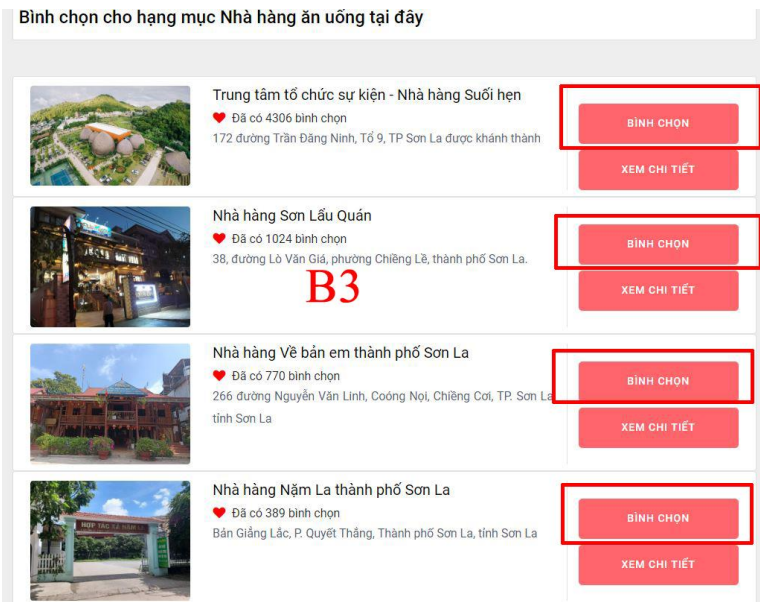 Bình chọn cho hạng mục Nhà hàng ăn uống tại đây
Trung tâm tổ chức sự kiện - Nhà hàng Suối hẹn
Đã có 4306 bình chọn
172 đường Trần Đăng Ninh, Tổ 9, TP Sơn La được khánh thành
BÌNH CHỌN
XEM CHI TIẾT
Nhà hàng Sơn Lẩu Quán
Đã có 1024 bình chọn
38, đường Lò Văn Giá, phường Chiềng Lề, thành phố Sơn La.
B3
BÌNH CHỌN
XEM CHI TIẾT
Nhà hàng Về bản em thành phố Sơn La
Đã có 770 bình chọn
266 đường Nguyễn Văn Linh, Coóng Nọi, Chiềng Cơi, TP. Sơn La
tỉnh Sơn La
BÌNH CHỌN
XEM CHI TIẾT
Nhà hàng Nặm La thành phố Sơn La
Đã có 389 bình chọn
Bản Giảng Lắc, P. Quyết Thắng, Thành phố Sơn La, tỉnh Sơn La
HỢP TÁC XÃ NẶM LA
BÌNH CHỌN
XEM CHI TIẾT